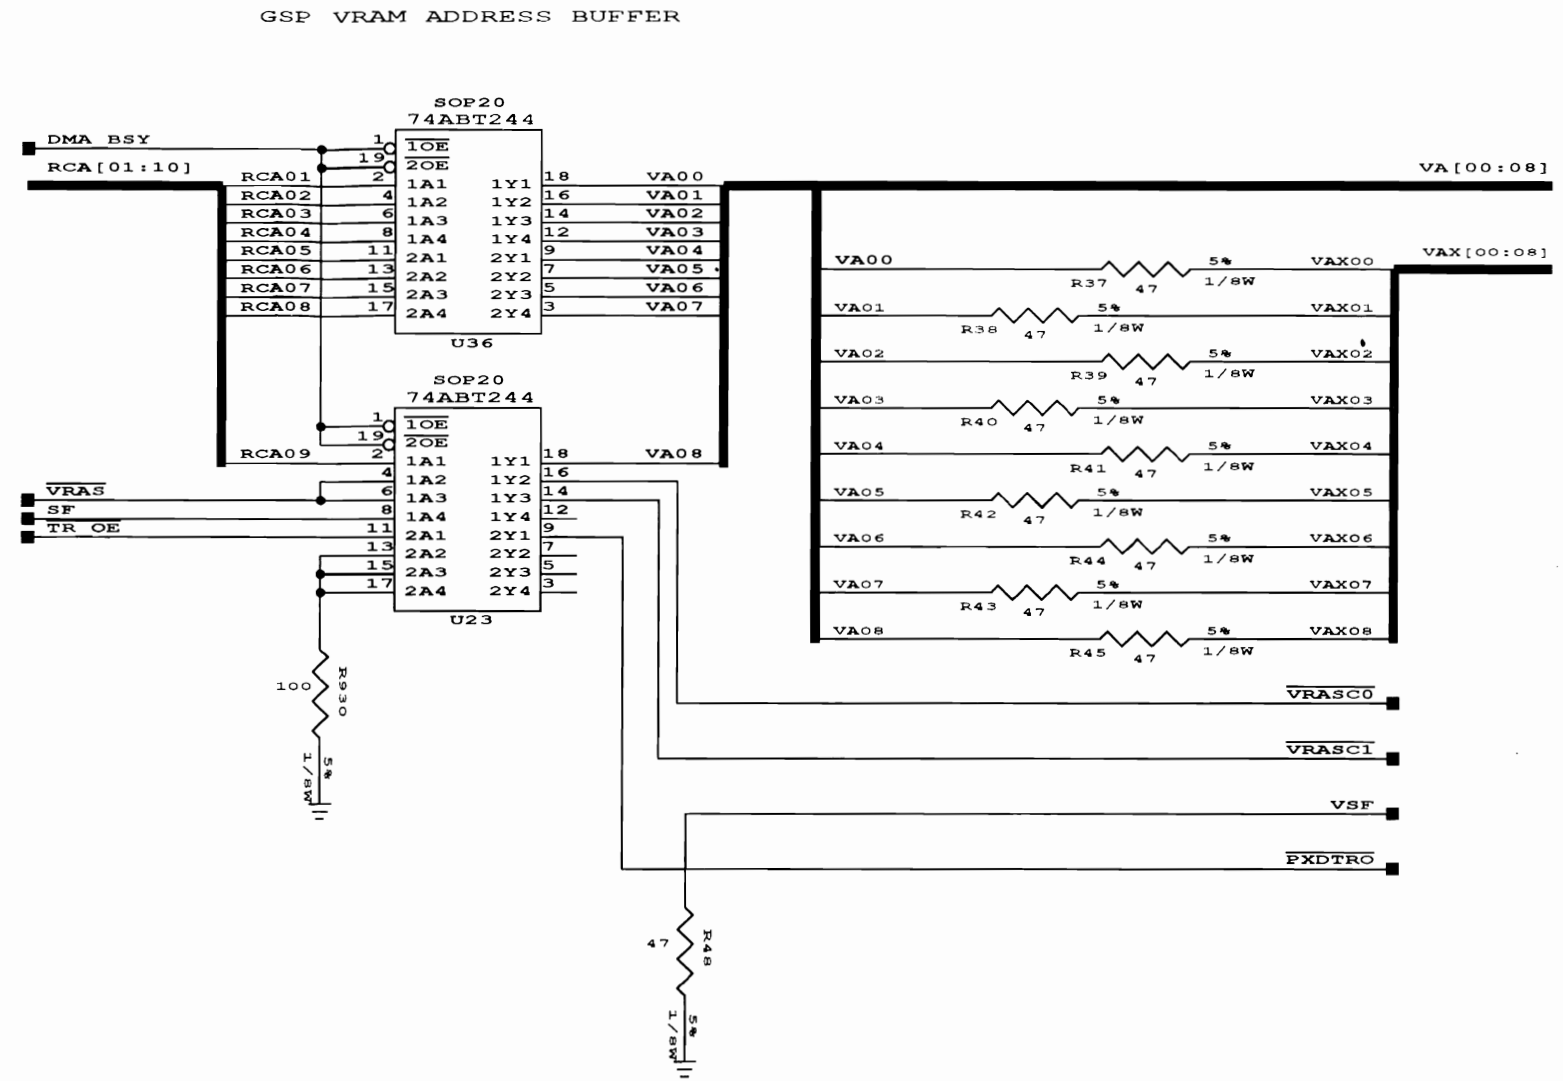 GSP VRAM ADDRESS BUFFER
SOP20
74ABT244
DMA BSY
RCA[01:10]
1 1OE
19 2OE
RCA01 2 1A1 1Y1 18 VA00
RCA02 4 1A2 1Y2 16 VA01
RCA03 6 1A3 1Y3 14 VA02
RCA04 8 1A4 1Y4 12 VA03
RCA05 11 2A1 2Y1 9 VA04
RCA06 13 2A2 2Y2 7 VA05
RCA07 15 2A3 2Y3 5 VA06
RCA08 17 2A4 2Y4 3 VA07
U36
SOP20
74ABT244
1 1OE
19 2OE
RCA09 2 1A1 1Y1 18 VA08
4 1A2 1Y2 16
VRAS 6 1A3 1Y3 14
SF 8 1A4 1Y4 12
TR OE 11 2A1 2Y1 9
13 2A2 2Y2 7
15 2A3 2Y3 5
17 2A4 2Y4 3
U23
100 R930
5%
1/8W
VA[00:08]
VAX[00:08]
VA00 5% VAX00
R37 47 1/8W
VA01 5% VAX01
R38 47 1/8W
VA02 5% VAX02
R39 47 1/8W
VA03 5% VAX03
R40 47 1/8W
VA04 5% VAX04
R41 47 1/8W
VA05 5% VAX05
R42 47 1/8W
VA06 5% VAX06
R44 47 1/8W
VA07 5% VAX07
R43 47 1/8W
VA08 5% VAX08
R45 47 1/8W
VRASC0
VRASC1
VSF
PXDTRO
47 R48
5%
1/8W